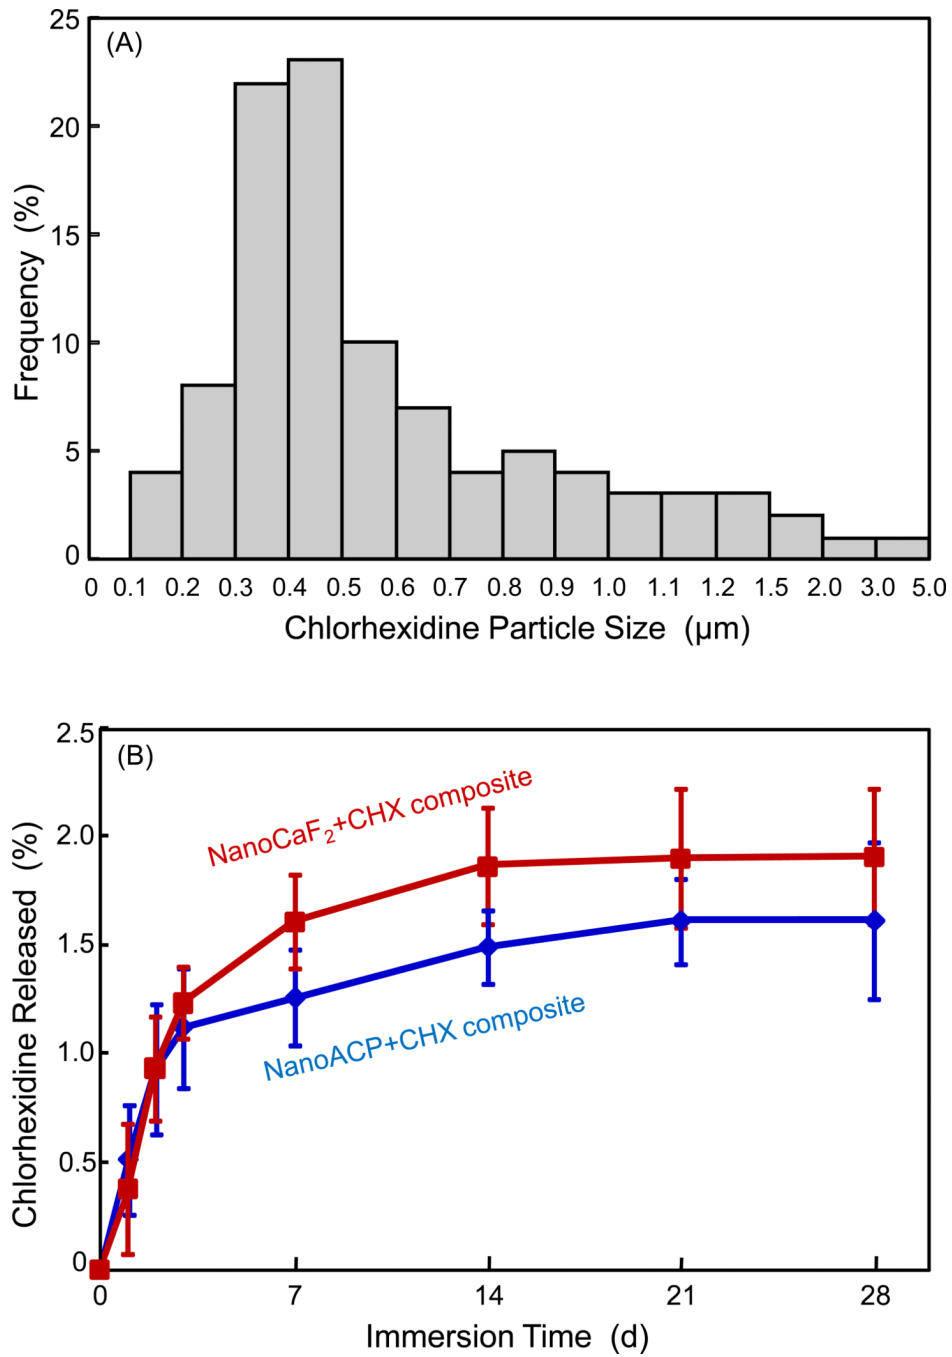 (A)
25
20
15
10
5
0
Frequency (%)
0 0.1 0.2 0.3 0.4 0.5 0.6 0.7 0.8 0.9 1.0 1.1 1.2 1.5 2.0 3.0 5.0
Chlorhexidine Particle Size (µm)
(B)
2.5
2.0
1.5
1.0
0.5
0
Chlorhexidine Released (%)
NanoCaF₂+CHX composite
NanoACP+CHX composite
0 7 14 21 28
Immersion Time (d)